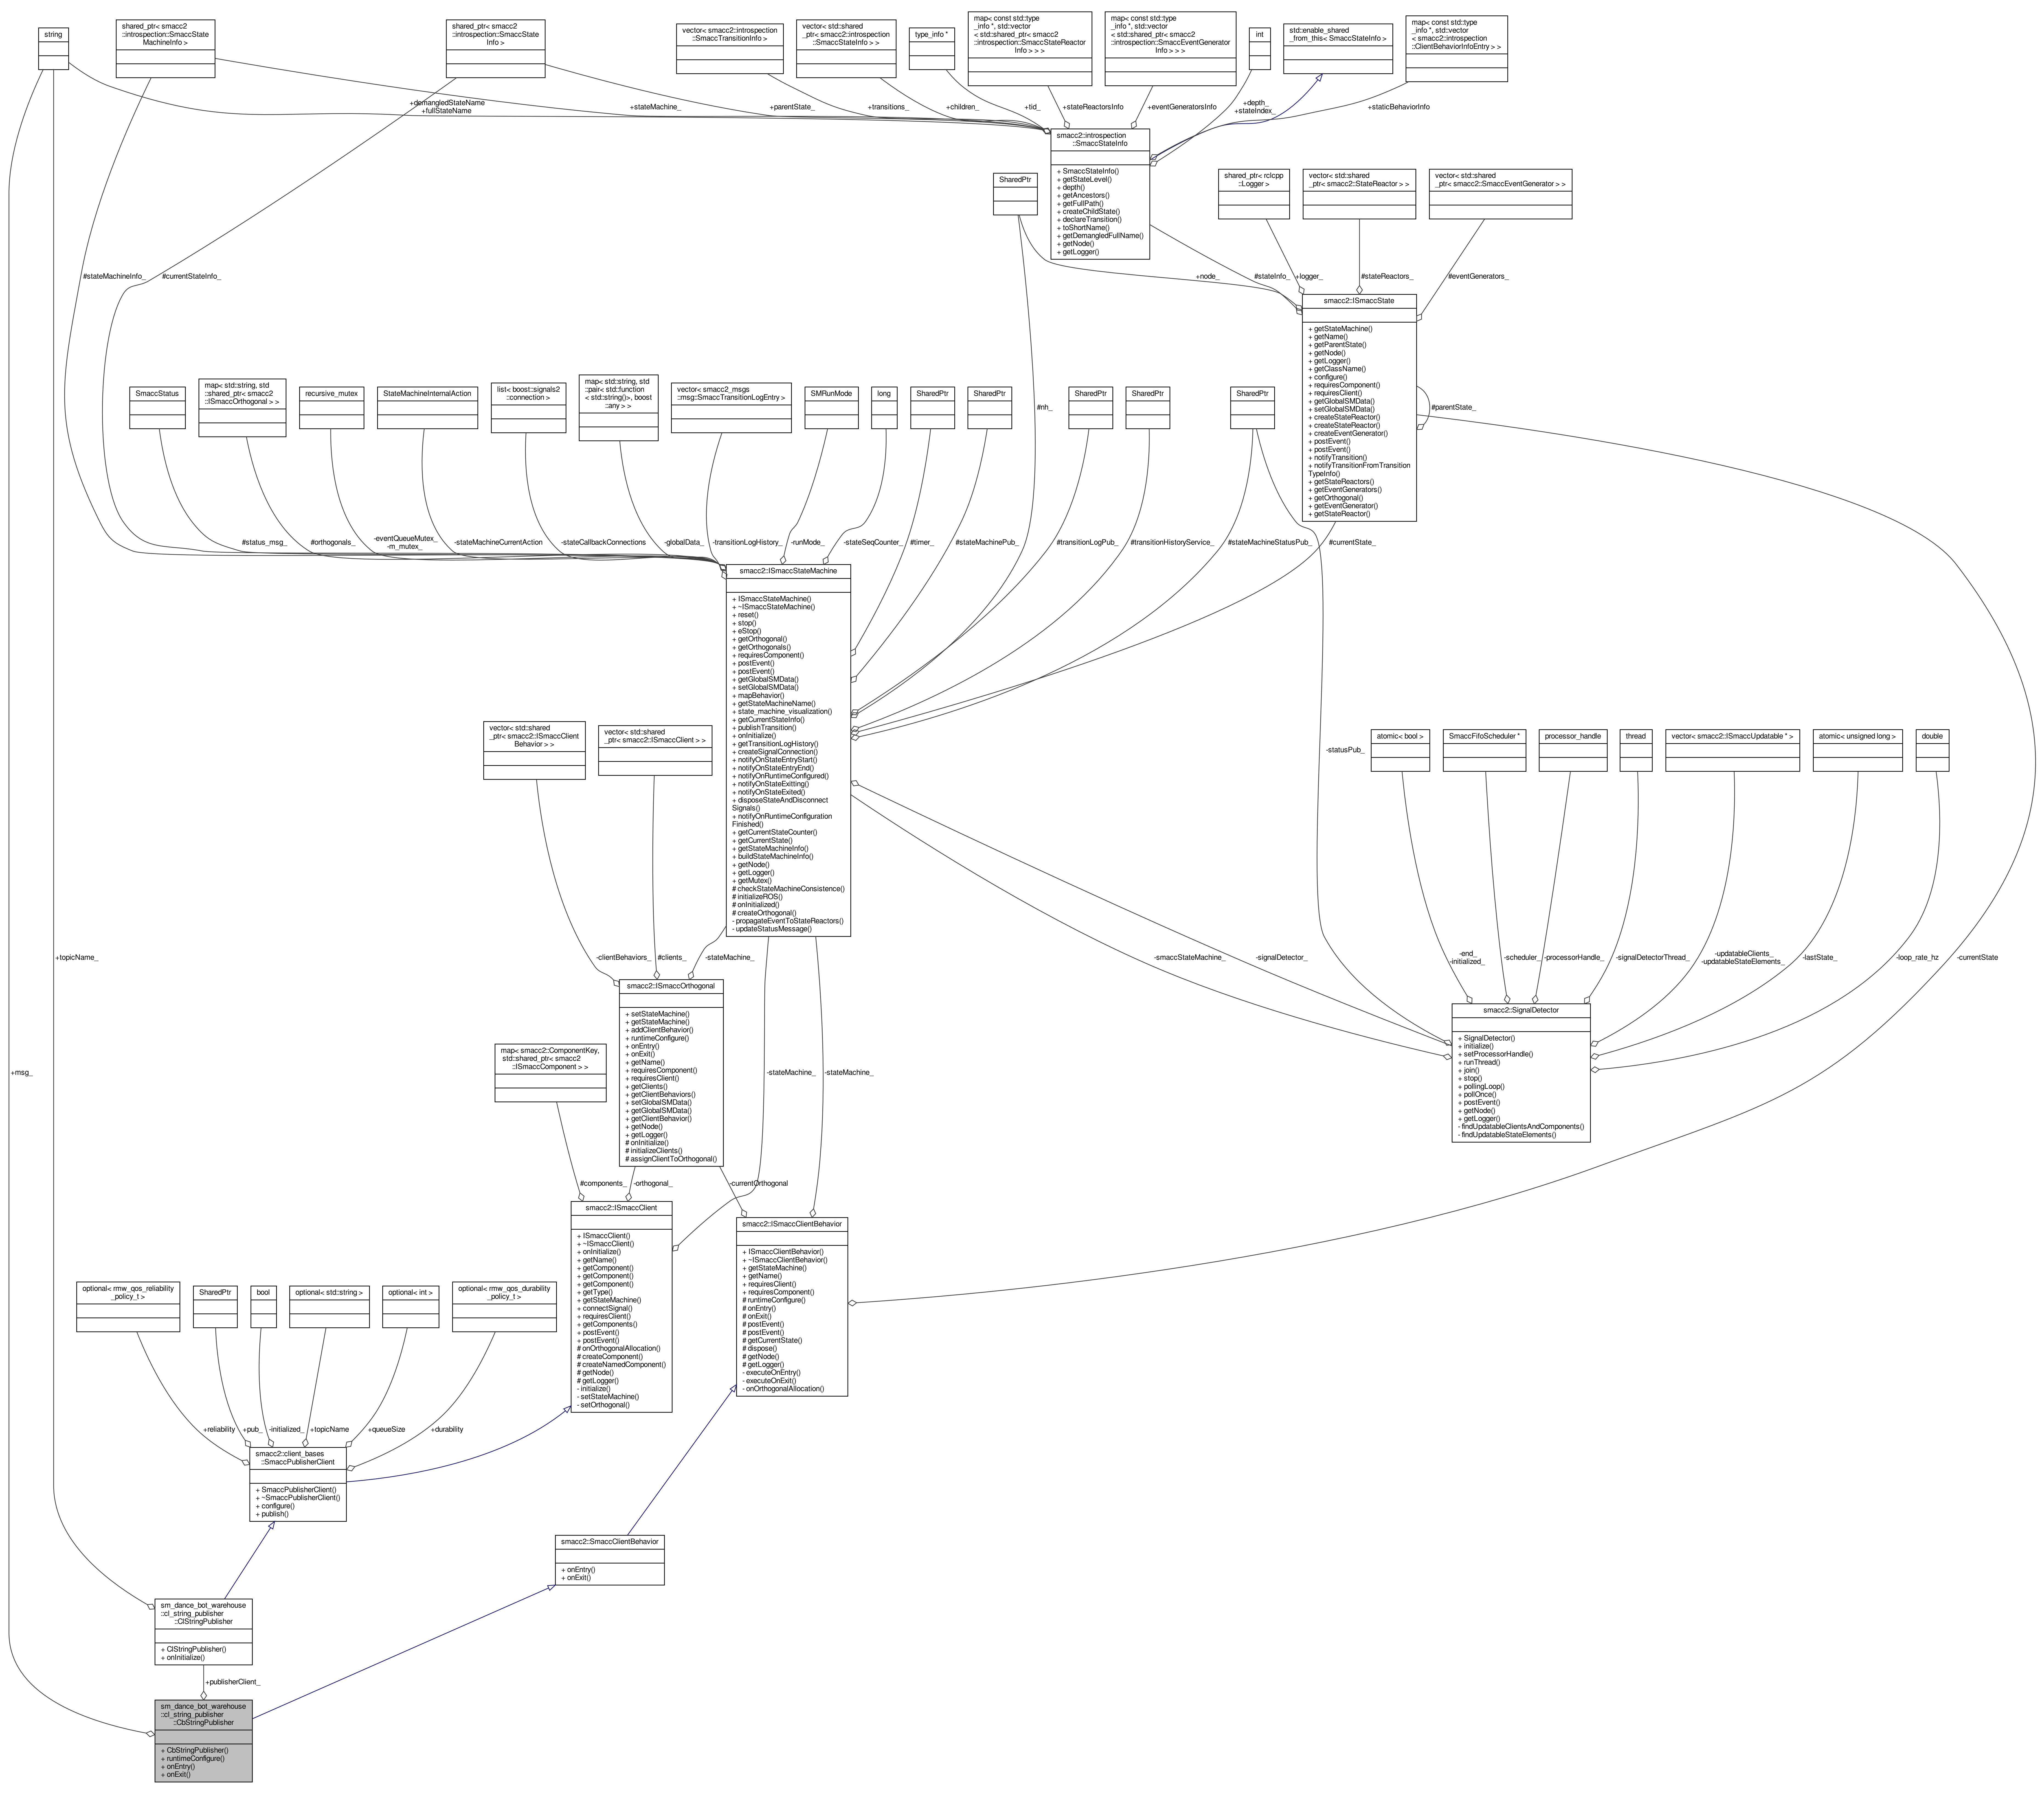 string
shared_ptr< smacc2
::introspection::SmaccState
MachineInfo >
shared_ptr< smacc2
::introspection::SmaccState
Info >
vector< smacc2::introspection
::SmaccTransitionInfo >
vector< std::shared
_ptr< smacc2::introspection
::SmaccStateInfo > >
type_info *
map< const std::type
_info *, std::vector
< std::shared_ptr< smacc2
::introspection::SmaccStateReactor
Info > > >
map< const std::type
_info *, std::vector
< std::shared_ptr< smacc2
::introspection::SmaccEventGenerator
Info > > >
int
std::enable_shared
_from_this< SmaccStateInfo >
map< const std::type
_info *, std::vector
< smacc2::introspection
::ClientBehaviorInfoEntry > >
+demangledStateName
+fullStateName
+stateMachine_
+parentState_
+transitions_
+children_
+tid_
+stateReactorsInfo
+eventGeneratorsInfo
+depth_
+stateIndex_
+staticBehaviorInfo
smacc2::introspection
::SmaccStateInfo
+ SmaccStateInfo()
+ getStateLevel()
+ depth()
+ getAncestors()
+ getFullPath()
+ createChildState()
+ declareTransition()
+ toShortName()
+ getDemangledFullName()
+ getNode()
+ getLogger()
SharedPtr
shared_ptr< rclcpp
::Logger >
vector< std::shared
_ptr< smacc2::StateReactor > >
vector< std::shared
_ptr< smacc2::SmaccEventGenerator > >
#stateMachineInfo_
#currentStateInfo_
+node_
#stateInfo_
+logger_
#stateReactors_
#eventGenerators_
smacc2::ISmaccState
+ getStateMachine()
+ getName()
+ getParentState()
+ getNode()
+ getLogger()
+ getClassName()
+ configure()
+ requiresComponent()
+ requiresClient()
+ getGlobalSMData()
+ setGlobalSMData()
+ createStateReactor()
+ createStateReactor()
+ createEventGenerator()
+ postEvent()
+ postEvent()
+ notifyTransition()
+ notifyTransitionFromTransition
TypeInfo()
+ getStateReactors()
+ getEventGenerators()
+ getOrthogonal()
+ getEventGenerator()
+ getStateReactor()
#parentState_
SmaccStatus
map< std::string, std
::shared_ptr< smacc2
::ISmaccOrthogonal > >
recursive_mutex
StateMachineInternalAction
list< boost::signals2
::connection >
map< std::string, std
::pair< std::function
< std::string()>, boost
::any > >
vector< smacc2_msgs
::msg::SmaccTransitionLogEntry >
SMRunMode
long
SharedPtr
SharedPtr
SharedPtr
SharedPtr
SharedPtr
#nh_
#status_msg_
#orthogonals_
-eventQueueMutex_
-m_mutex_
-stateMachineCurrentAction
-stateCallbackConnections
-globalData_
-transitionLogHistory_
-runMode_
-stateSeqCounter_
#timer_
#stateMachinePub_
#transitionLogPub_
#transitionHistoryService_
#stateMachineStatusPub_
#currentState_
smacc2::ISmaccStateMachine
+ ISmaccStateMachine()
+ ~ISmaccStateMachine()
+ reset()
+ stop()
+ eStop()
+ getOrthogonal()
+ getOrthogonals()
+ requiresComponent()
+ postEvent()
+ postEvent()
+ getGlobalSMData()
+ setGlobalSMData()
+ mapBehavior()
+ getStateMachineName()
+ state_machine_visualization()
+ getCurrentStateInfo()
+ publishTransition()
+ onInitialize()
+ getTransitionLogHistory()
+ createSignalConnection()
+ notifyOnStateEntryStart()
+ notifyOnStateEntryEnd()
+ notifyOnRuntimeConfigured()
+ notifyOnStateExitting()
+ notifyOnStateExited()
+ disposeStateAndDisconnect
Signals()
+ notifyOnRuntimeConfiguration
Finished()
+ getCurrentStateCounter()
+ getCurrentState()
+ getStateMachineInfo()
+ buildStateMachineInfo()
+ getNode()
+ getLogger()
+ getMutex()
# checkStateMachineConsistence()
# initializeROS()
# onInitialized()
# createOrthogonal()
- propagateEventToStateReactors()
- updateStatusMessage()
vector< std::shared
_ptr< smacc2::ISmaccClient
Behavior > >
vector< std::shared
_ptr< smacc2::ISmaccClient > >
-statusPub_
atomic< bool >
SmaccFifoScheduler *
processor_handle
thread
vector< smacc2::ISmaccUpdatable * >
atomic< unsigned long >
double
+topicName_
-clientBehaviors_
#clients_
-stateMachine_
-smaccStateMachine_
-signalDetector_
-end_
-initialized_
-scheduler_
-processorHandle_
-signalDetectorThread_
-updatableClients_
-updatableStateElements_
-lastState_
-loop_rate_hz
-currentState
smacc2::ISmaccOrthogonal
+ setStateMachine()
+ getStateMachine()
+ addClientBehavior()
+ runtimeConfigure()
+ onEntry()
+ onExit()
+ getName()
+ requiresComponent()
+ requiresClient()
+ getClients()
+ getClientBehaviors()
+ setGlobalSMData()
+ getGlobalSMData()
+ getClientBehavior()
+ getNode()
+ getLogger()
# onInitialize()
# initializeClients()
# assignClientToOrthogonal()
smacc2::SignalDetector
+ SignalDetector()
+ initialize()
+ setProcessorHandle()
+ runThread()
+ join()
+ stop()
+ pollingLoop()
+ pollOnce()
+ postEvent()
+ getNode()
+ getLogger()
- findUpdatableClientsAndComponents()
- findUpdatableStateElements()
map< smacc2::ComponentKey,
std::shared_ptr< smacc2
::ISmaccComponent > >
+msg_
-stateMachine_
-stateMachine_
#components_
-orthogonal_
-currentOrthogonal
smacc2::ISmaccClient
+ ISmaccClient()
+ ~ISmaccClient()
+ onInitialize()
+ getName()
+ getComponent()
+ getComponent()
+ getComponent()
+ getType()
+ getStateMachine()
+ connectSignal()
+ requiresClient()
+ getComponents()
+ postEvent()
+ postEvent()
# onOrthogonalAllocation()
# createComponent()
# createNamedComponent()
# getNode()
# getLogger()
- initialize()
- setStateMachine()
- setOrthogonal()
smacc2::ISmaccClientBehavior
+ ISmaccClientBehavior()
+ ~ISmaccClientBehavior()
+ getStateMachine()
+ getName()
+ requiresClient()
+ requiresComponent()
# runtimeConfigure()
# onEntry()
# onExit()
# postEvent()
# postEvent()
# getCurrentState()
# dispose()
# getNode()
# getLogger()
- executeOnEntry()
- executeOnExit()
- onOrthogonalAllocation()
optional< rmw_qos_reliability
_policy_t >
SharedPtr
bool
optional< std::string >
optional< int >
optional< rmw_qos_durability
_policy_t >
+reliability
+pub_
-initialized_
+topicName
+queueSize
+durability
smacc2::client_bases
::SmaccPublisherClient
+ SmaccPublisherClient()
+ ~SmaccPublisherClient()
+ configure()
+ publish()
smacc2::SmaccClientBehavior
+ onEntry()
+ onExit()
sm_dance_bot_warehouse
::cl_string_publisher
::ClStringPublisher
+ ClStringPublisher()
+ onInitialize()
+publisherClient_
sm_dance_bot_warehouse
::cl_string_publisher
::CbStringPublisher
+ CbStringPublisher()
+ runtimeConfigure()
+ onEntry()
+ onExit()